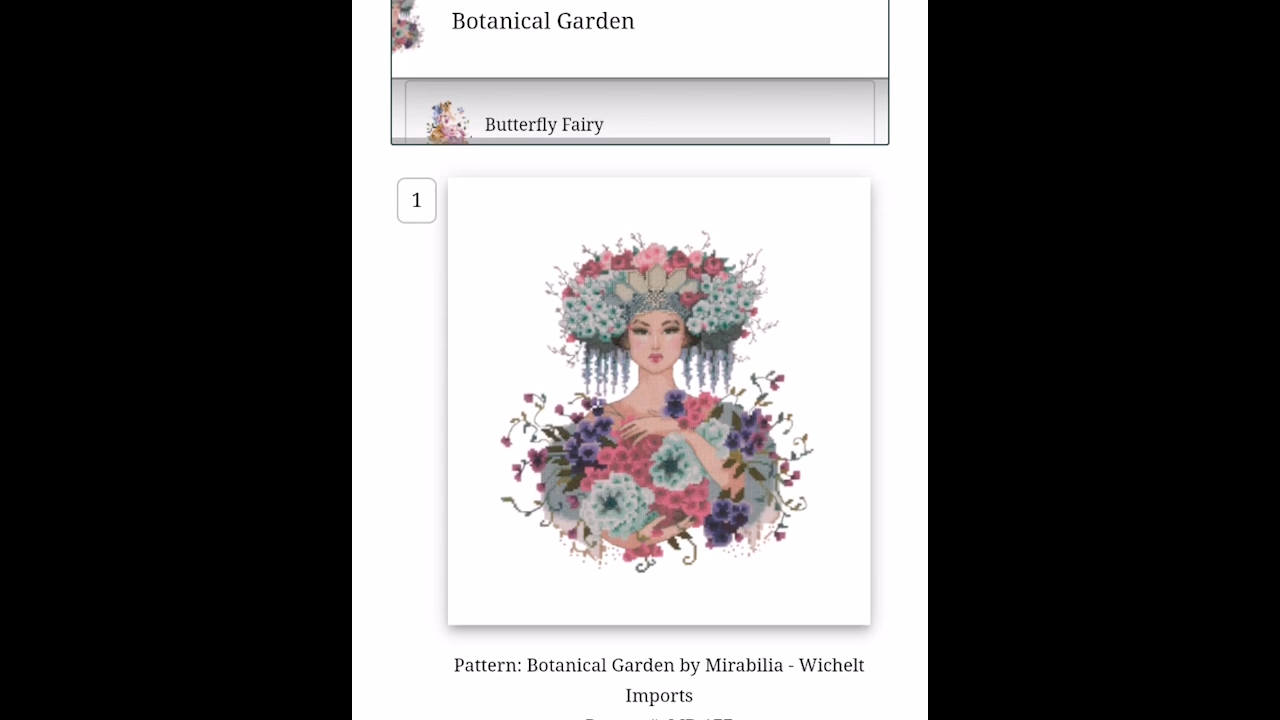 Botanical Garden
Butterfly Fairy
1
Pattern: Botanical Garden by Mirabilia - Wichelt
Imports